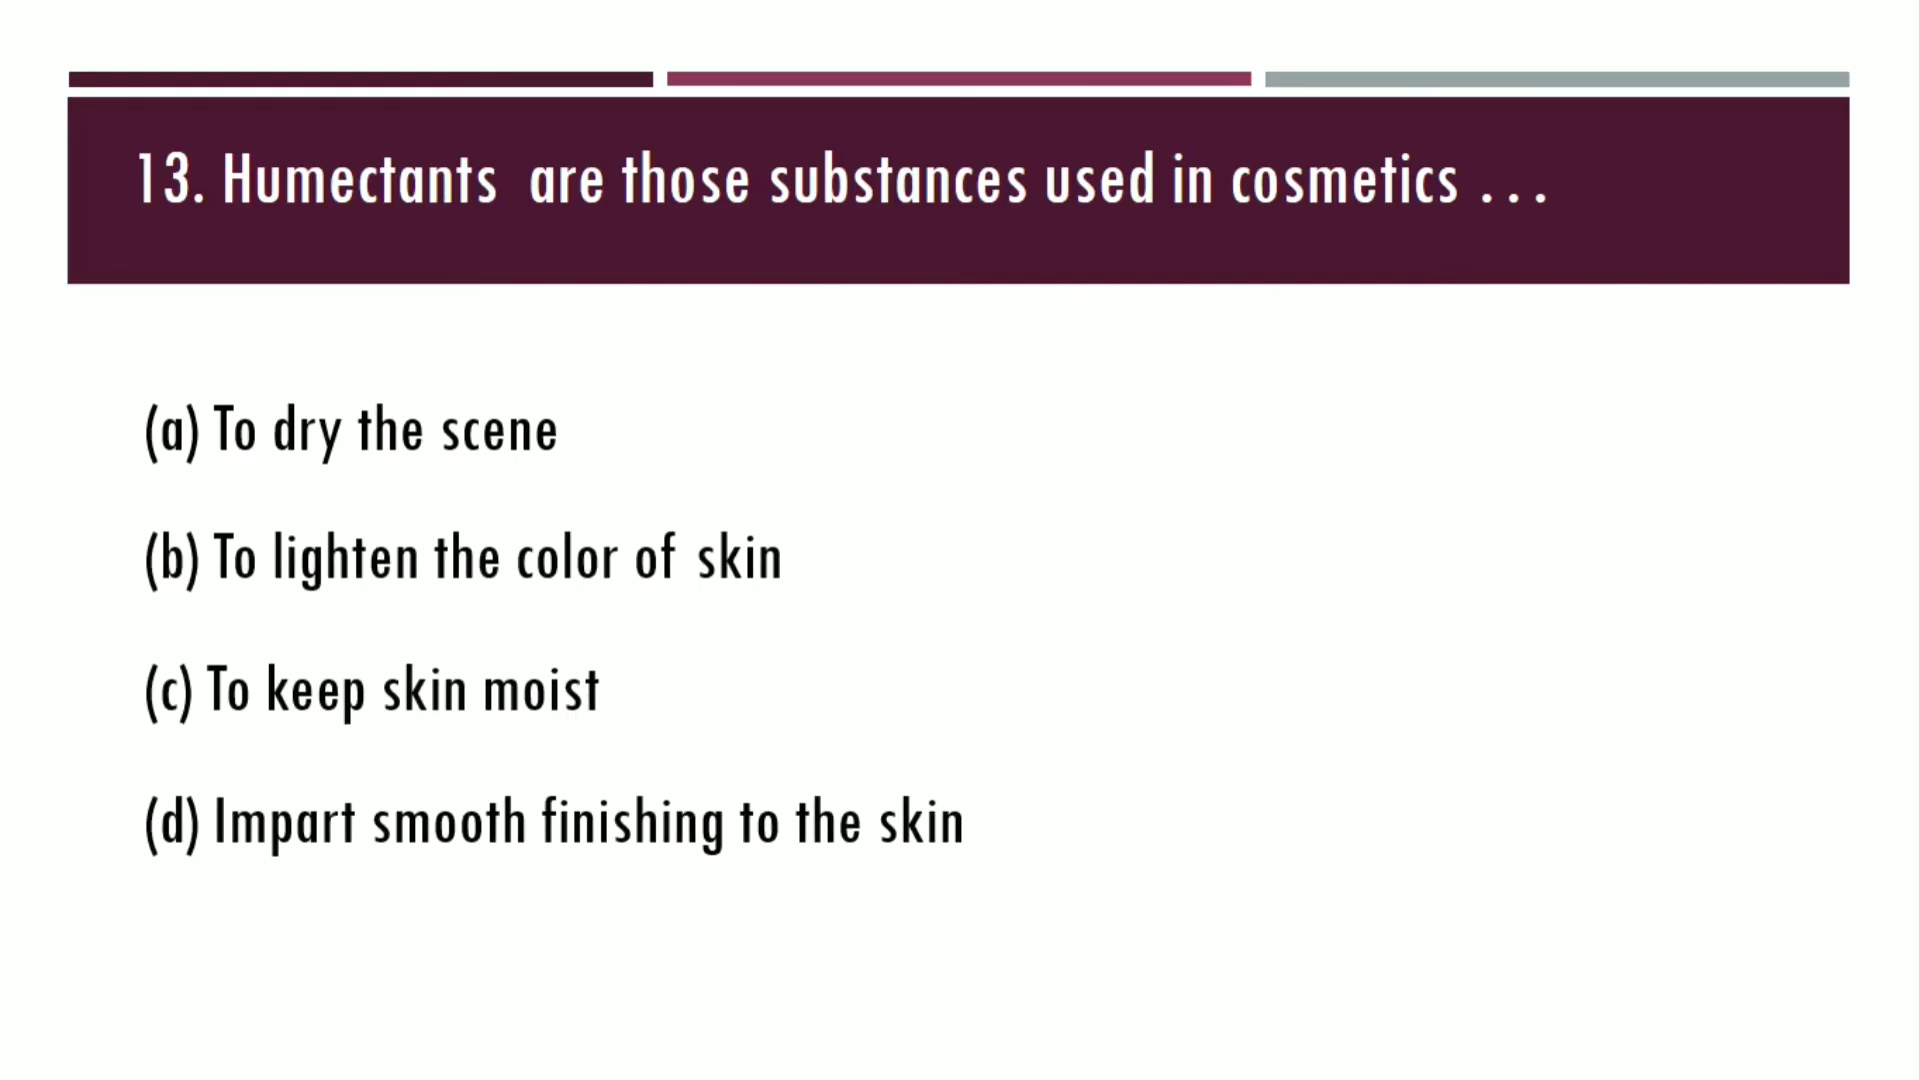 13. Humectants are those substances used in cosmetics ...
(a) To dry the scene
(b) To lighten the color of skin
(c) To keep skin moist
(d) Impart smooth finishing to the skin